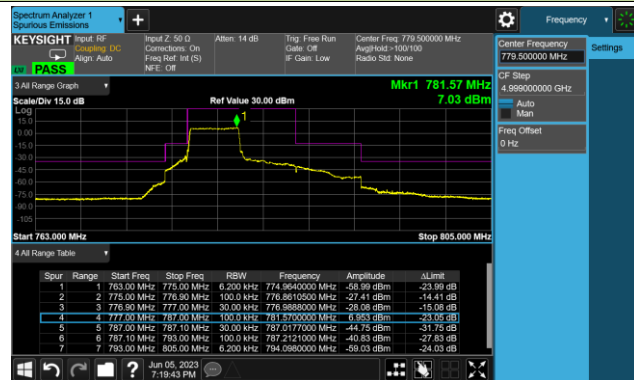 Spectrum Analyzer 1
Spurious Emissions
Frequency
KEYSIGHT
Input: RF
Coupling: DC
Align: Auto
Input Z: 50 Ω
Corrections: On
Freq Ref: Int (S)
NFE: Off
Atten: 14 dB
Trig: Free Run
Gate: Off
IF Gain: Low
Center Freq: 779.500000 MHz
Avg|Hold:>100/100
Radio Std: None
PASS
Center Frequency
779.500000 MHz
Settings
CF Step
4.999000000 GHz
Auto
Man
Freq Offset
0 Hz
3 All Range Graph
Mkr1 781.57 MHz
Scale/Div 15.0 dB
Ref Value 30.00 dBm
7.03 dBm
Log
15.0
0.00
-15.0
-30.0
-45.0
-60.0
-75.0
-90.0
-105
1
Start 763.000 MHz
Stop 805.000 MHz
4 All Range Table
Spur Range Start Freq Stop Freq RBW Frequency Amplitude ΔLimit
1 1 763.00 MHz 775.00 MHz 6.200 kHz 774.9640000 MHz -58.99 dBm -23.99 dB
2 2 775.00 MHz 776.90 MHz 100.0 kHz 776.8610500 MHz -27.41 dBm -14.41 dB
3 3 776.90 MHz 777.00 MHz 30.00 kHz 776.9888000 MHz -28.08 dBm -15.08 dB
4 4 777.00 MHz 787.00 MHz 100.0 kHz 781.5700000 MHz 6.953 dBm -23.05 dB
5 5 787.00 MHz 787.10 MHz 30.00 kHz 787.0177000 MHz -44.75 dBm -31.75 dB
6 6 787.10 MHz 793.00 MHz 100.0 kHz 787.2121000 MHz -40.83 dBm -27.83 dB
7 7 793.00 MHz 805.00 MHz 6.200 kHz 794.0980000 MHz -59.03 dBm -24.03 dB
Jun 05, 2023
7:19:43 PM